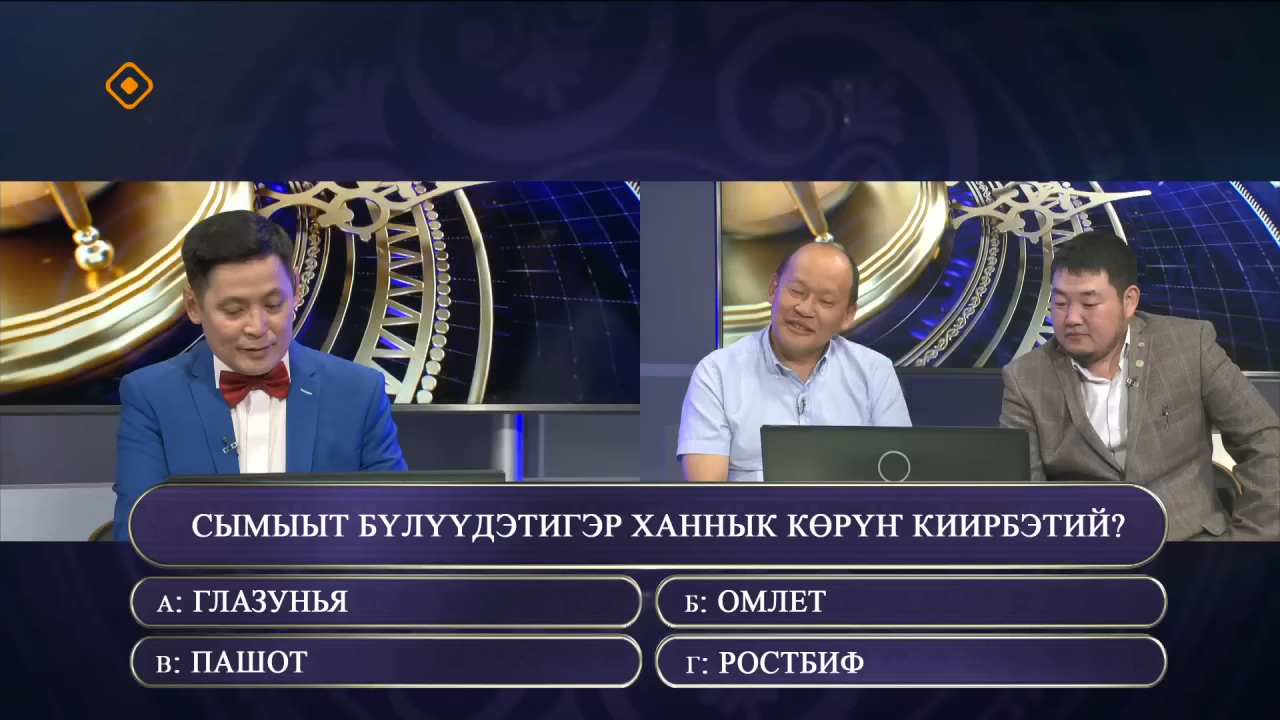 СЫМЫЫТ БҮЛҮҮДЭТИГЭР ХАННЫК КӨРҮҤ КИИРБЭТИЙ?
А: ГЛАЗУНЬЯ
Б: ОМЛЕТ
В: ПАШОТ
Г: РОСТБИФ